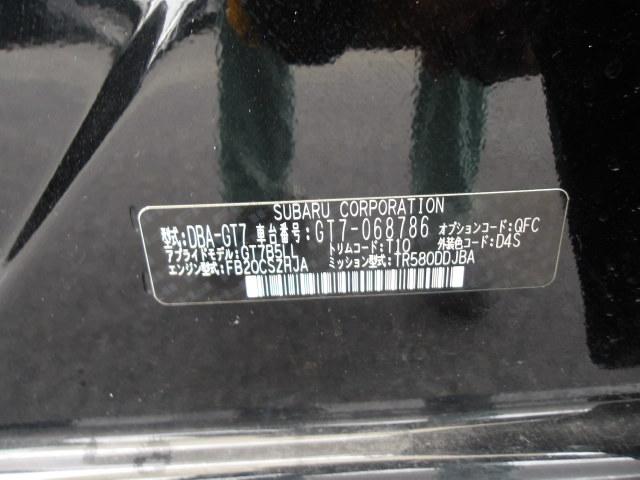 SUBARU CORPORATION
型式:DBA-GT7 車台番号:GT7-068786 オプションコード:QFC
アプライドモデル:GT7B5LJ トリムコード:T10 外装色コード:D4S
エンジン型式:FB20CSZHJA ミッション型式:TR580DDJBA